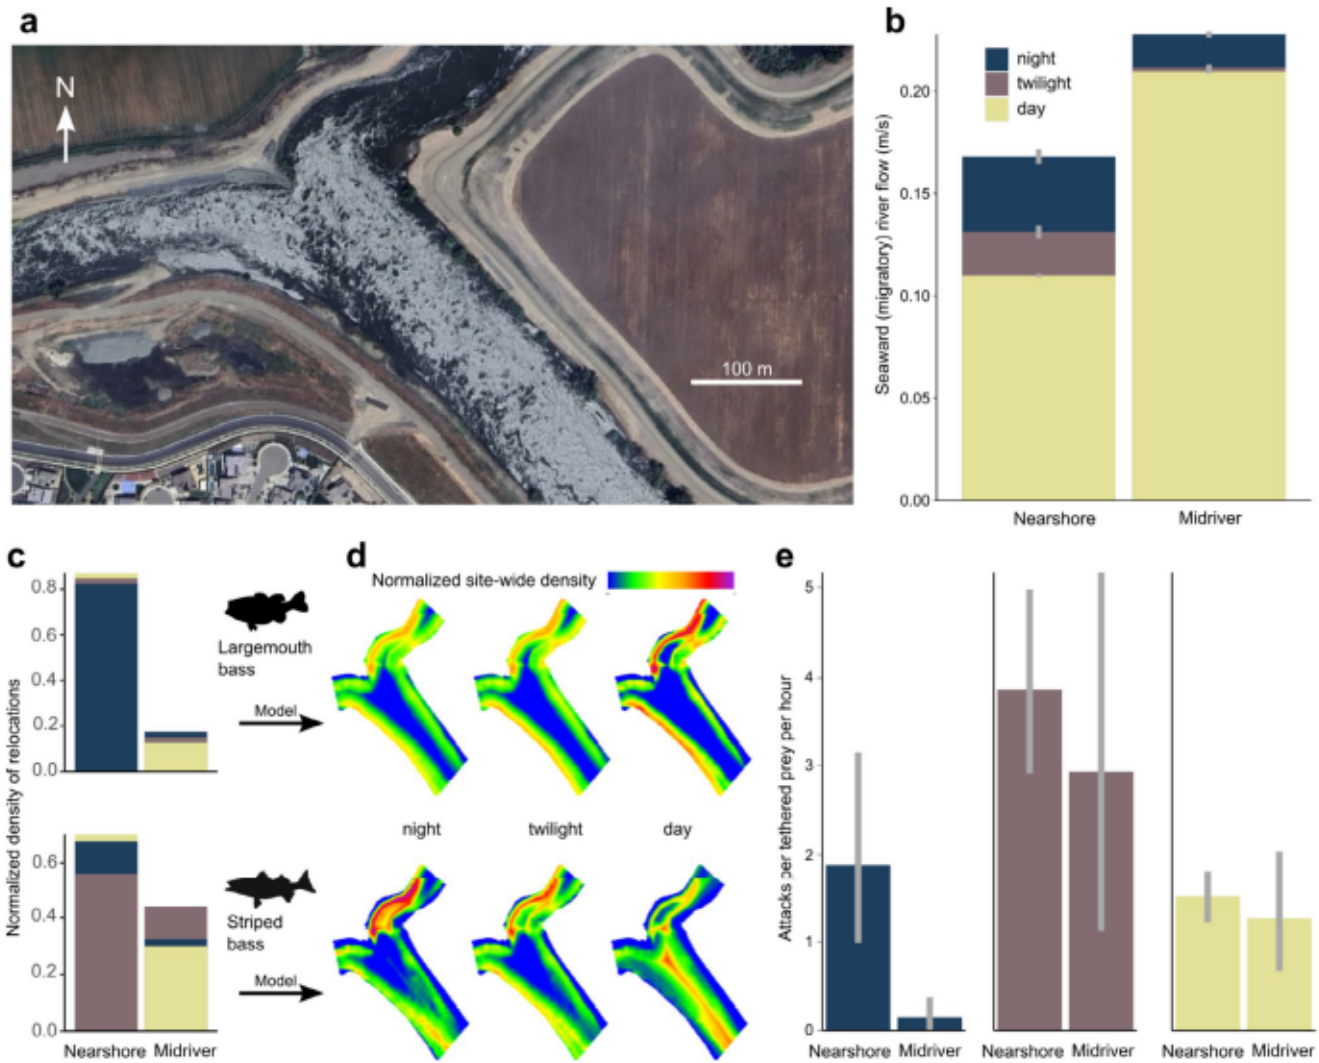 a
N
100 m
b
night
twilight
day
Seaward (migratory) river flow (m/s)
0.20
0.15
0.10
0.05
0.00
Nearshore
Midriver
c
Normalized density of relocations
0.8
0.6
0.4
0.2
0.0
Largemouth
bass
Model
0.6
0.4
0.2
0.0
Striped
bass
Model
Nearshore Midriver
d
Normalized site-wide density
night
twilight
day
e
Attacks per tethered prey per hour
5
4
3
2
1
0
Nearshore Midriver
Nearshore Midriver
Nearshore Midriver